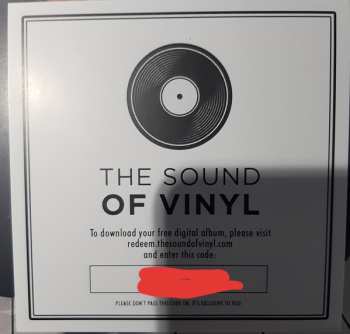 THE SOUND
OF VINYL
To download your free digital album, please visit
redeem.thesoundofvinyl.com
and enter this code:
PLEASE DON'T PASS THIS CODE ON, IT'S EXCLUSIVE TO YOU!